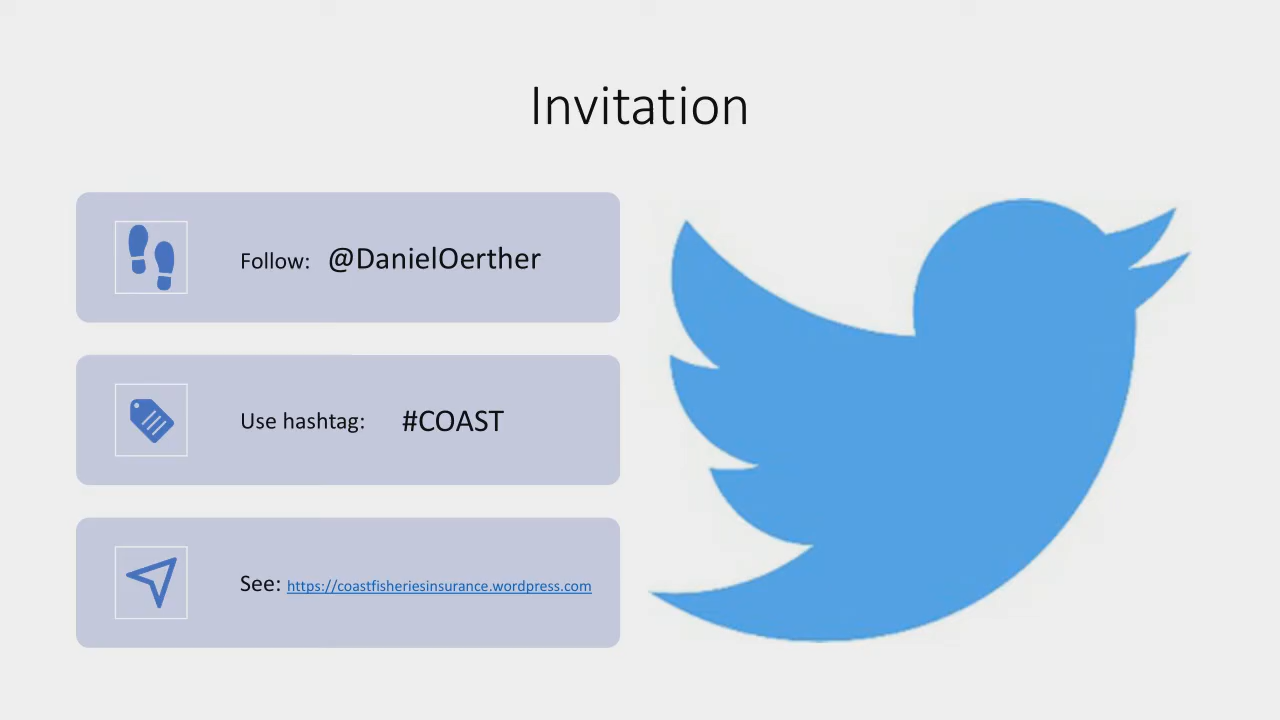 Invitation
Follow: @DanielOerther
Use hashtag: #COAST
See: https://coastfisheriesinsurance.wordpress.com